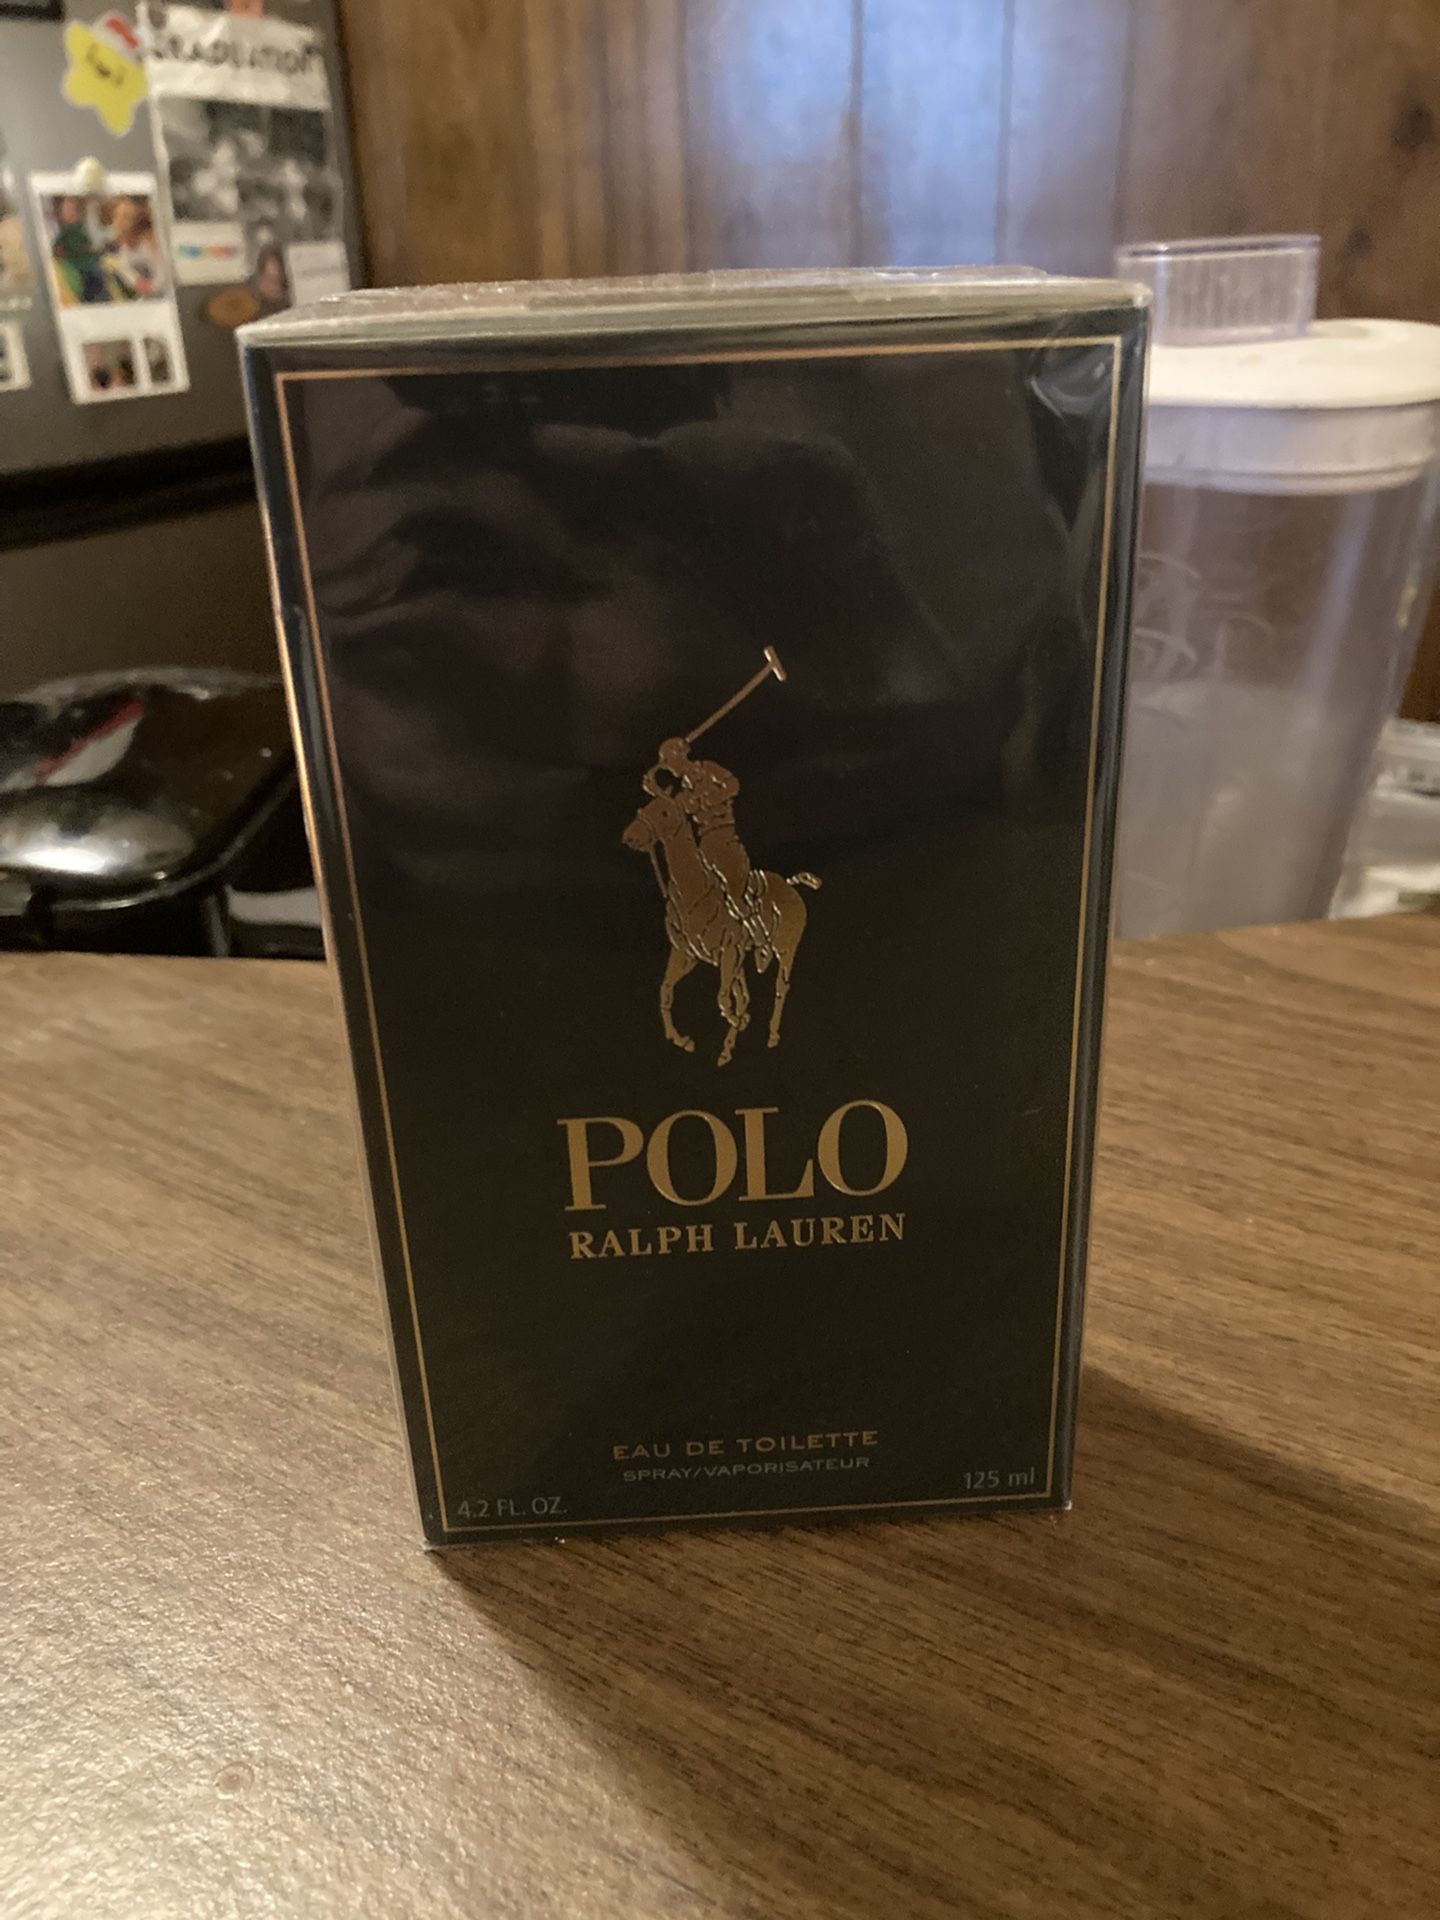 POLO
RALPH LAUREN
EAU DE TOILETTE
SPRAY/VAPORISATEUR
4.2 FL. OZ.
125 ml